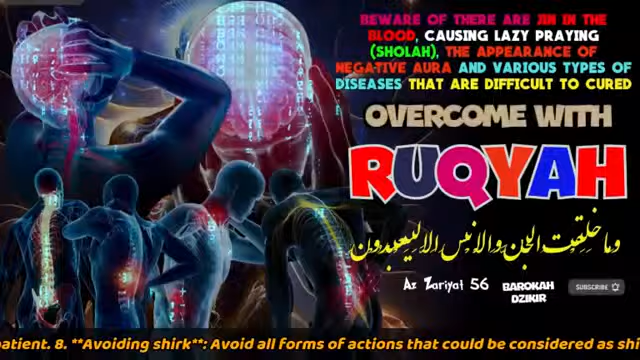 BEWARE OF THERE ARE JIN IN THE
BLOOD, CAUSING LAZY PRAYING
(SHOLAH), THE APPEARANCE OF
NEGATIVE AURA AND VARIOUS TYPES OF
DISEASES THAT ARE DIFFICULT TO CURED
OVERCOME WITH
RUQYAH
وما خلقت الجن والانس الا ليعبدون
Az Zariyat 56
BAROKAH
DZIKIR
SUBSCRIBE
patient. 8. **Avoiding shirk**: Avoid all forms of actions that could be considered as shi